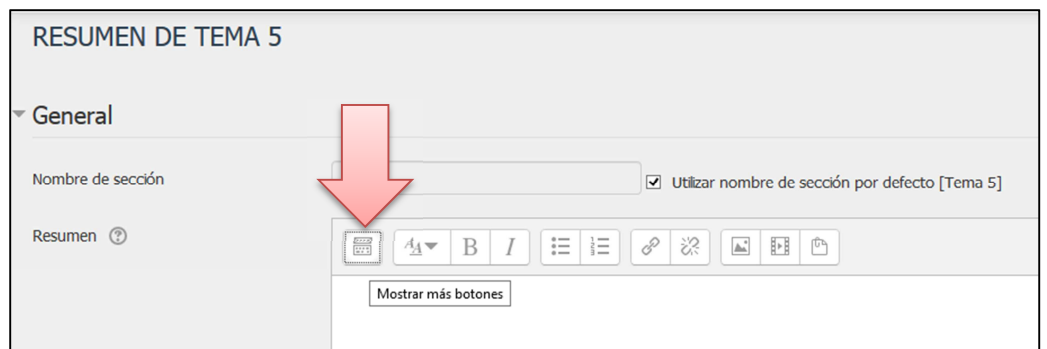 RESUMEN DE TEMA 5
General
Nombre de sección
Utilizar nombre de sección por defecto [Tema 5]
Resumen ?
A A B I
Mostrar más botones